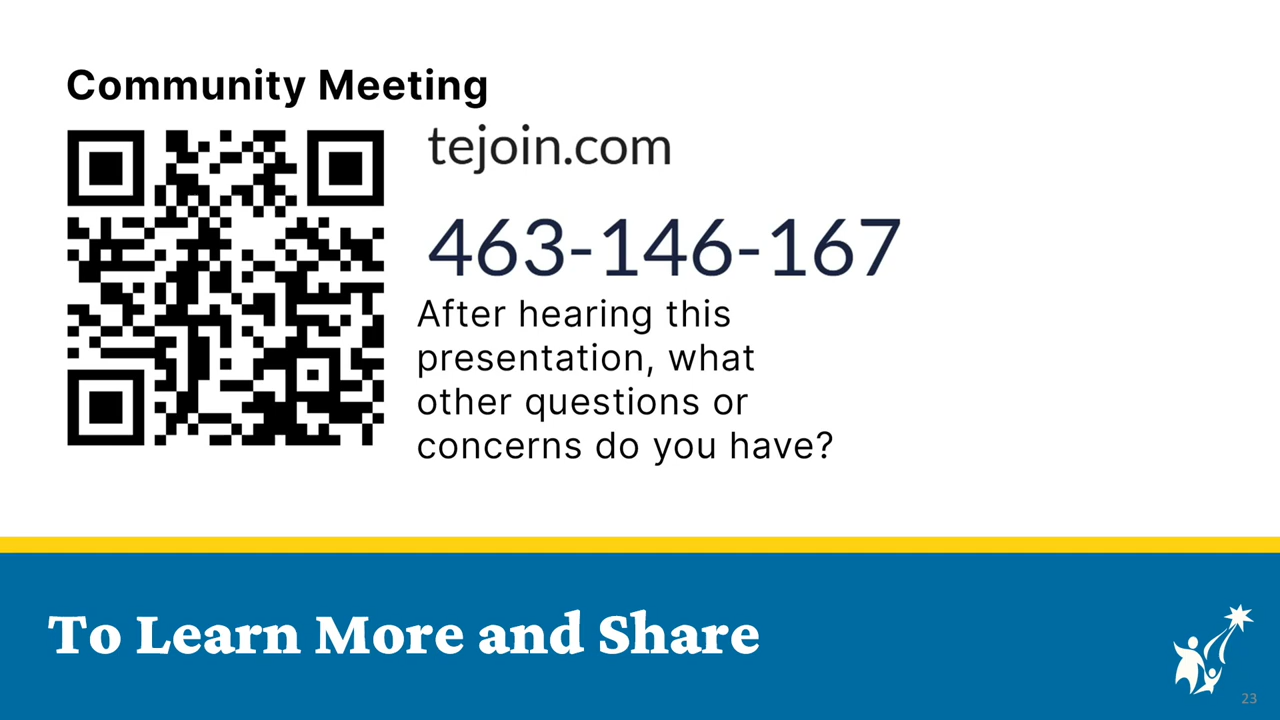 Community Meeting
tejoin.com
463-146-167
After hearing this
presentation, what
other questions or
concerns do you have?
To Learn More and Share
23